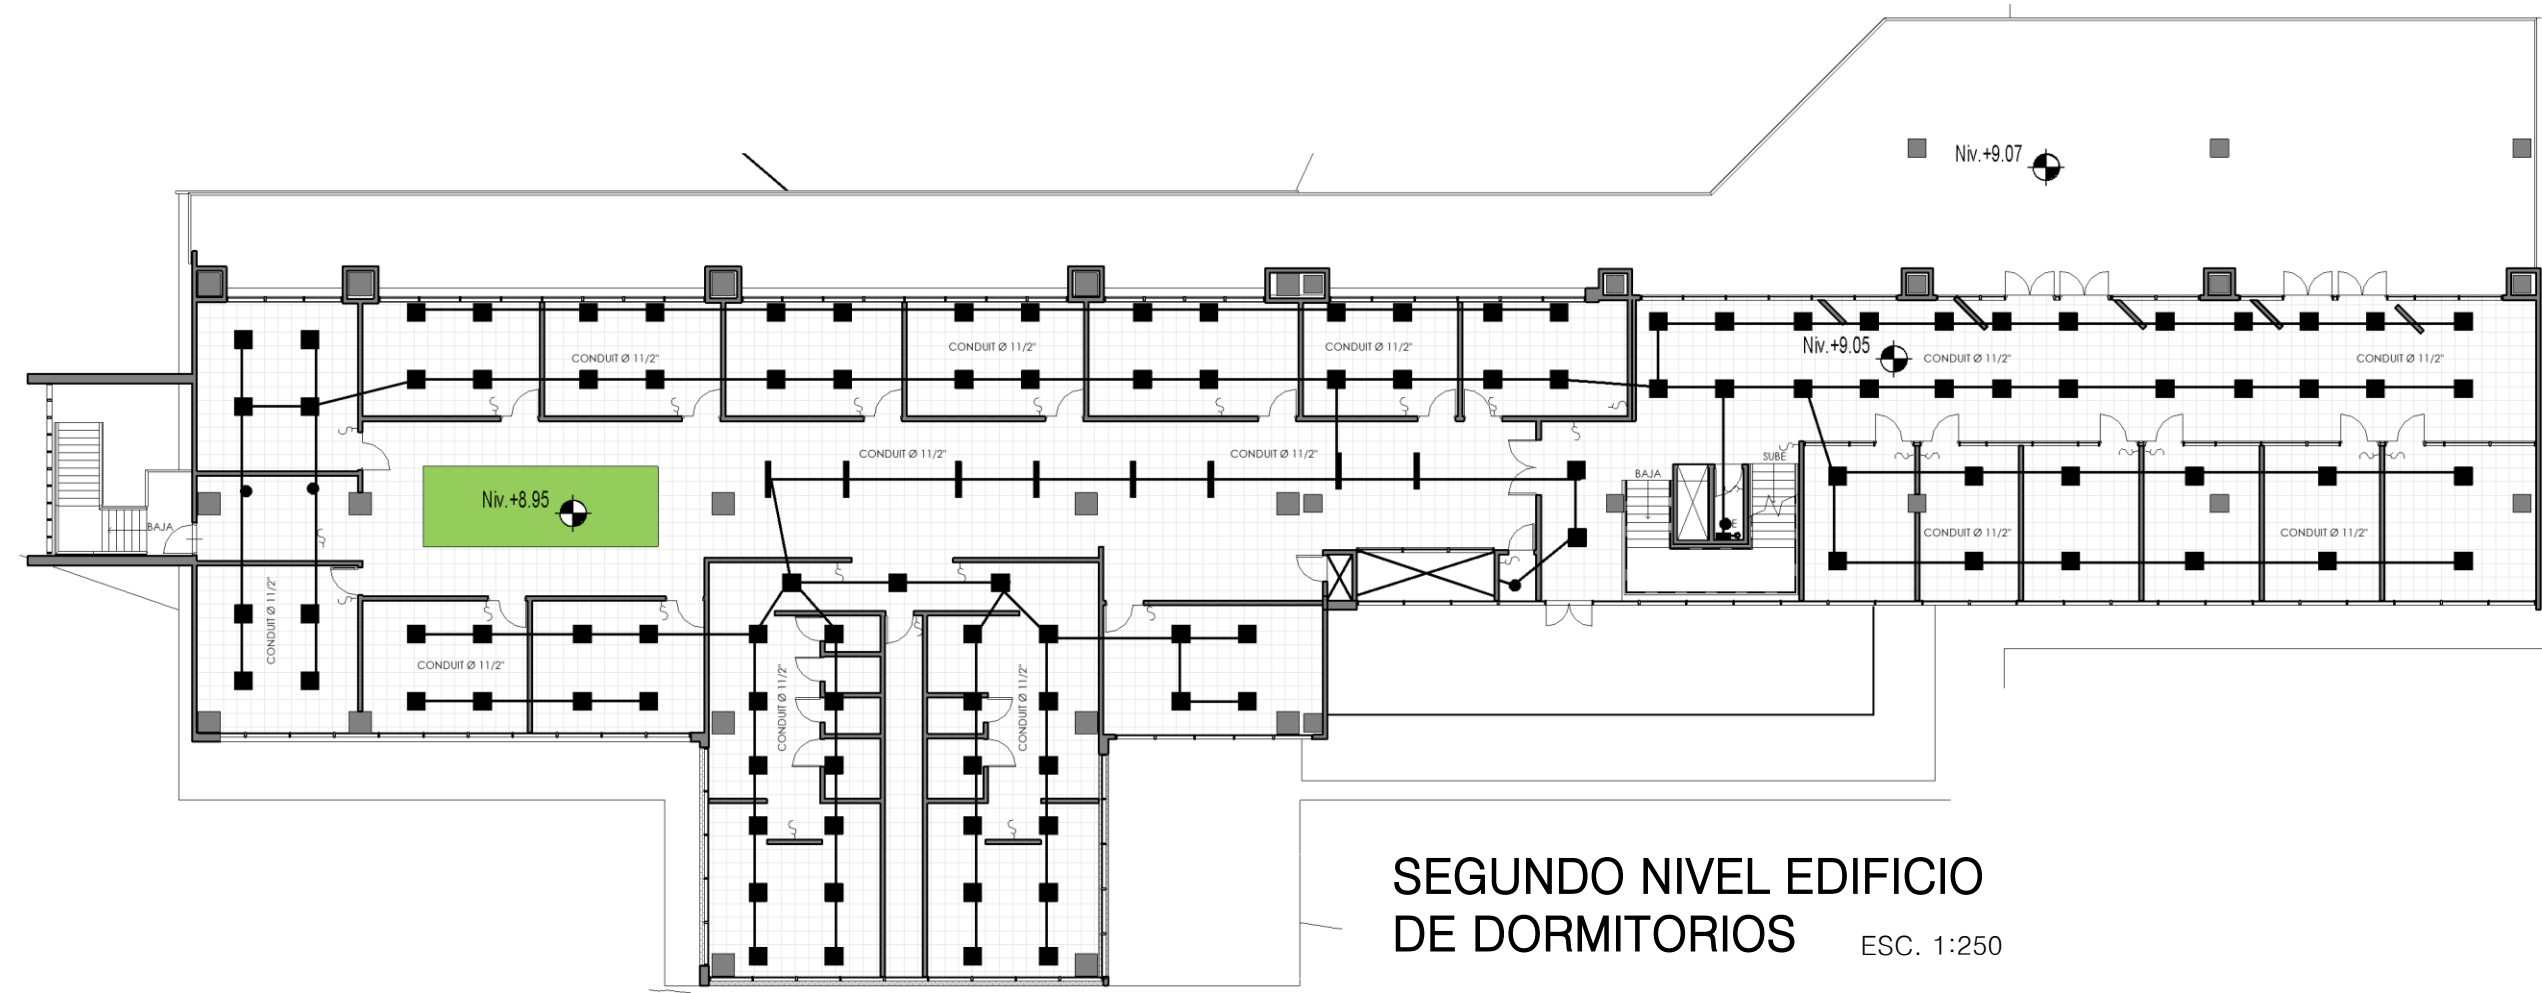 Niv.+9.07
Niv.+9.05
CONDUIT Ø 11/2"
CONDUIT Ø 11/2"
CONDUIT Ø 11/2"
CONDUIT Ø 11/2"
CONDUIT Ø 11/2"
CONDUIT Ø 11/2"
CONDUIT Ø 11/2"
Niv.+8.95
BAJA
SUBE
BAJA
E
CONDUIT Ø 11/2"
CONDUIT Ø 11/2"
CONDUIT Ø 11/2"
CONDUIT Ø 11/2"
CONDUIT Ø 11/2"
CONDUIT Ø 11/2"
SEGUNDO NIVEL EDIFICIO
DE DORMITORIOS
ESC. 1:250